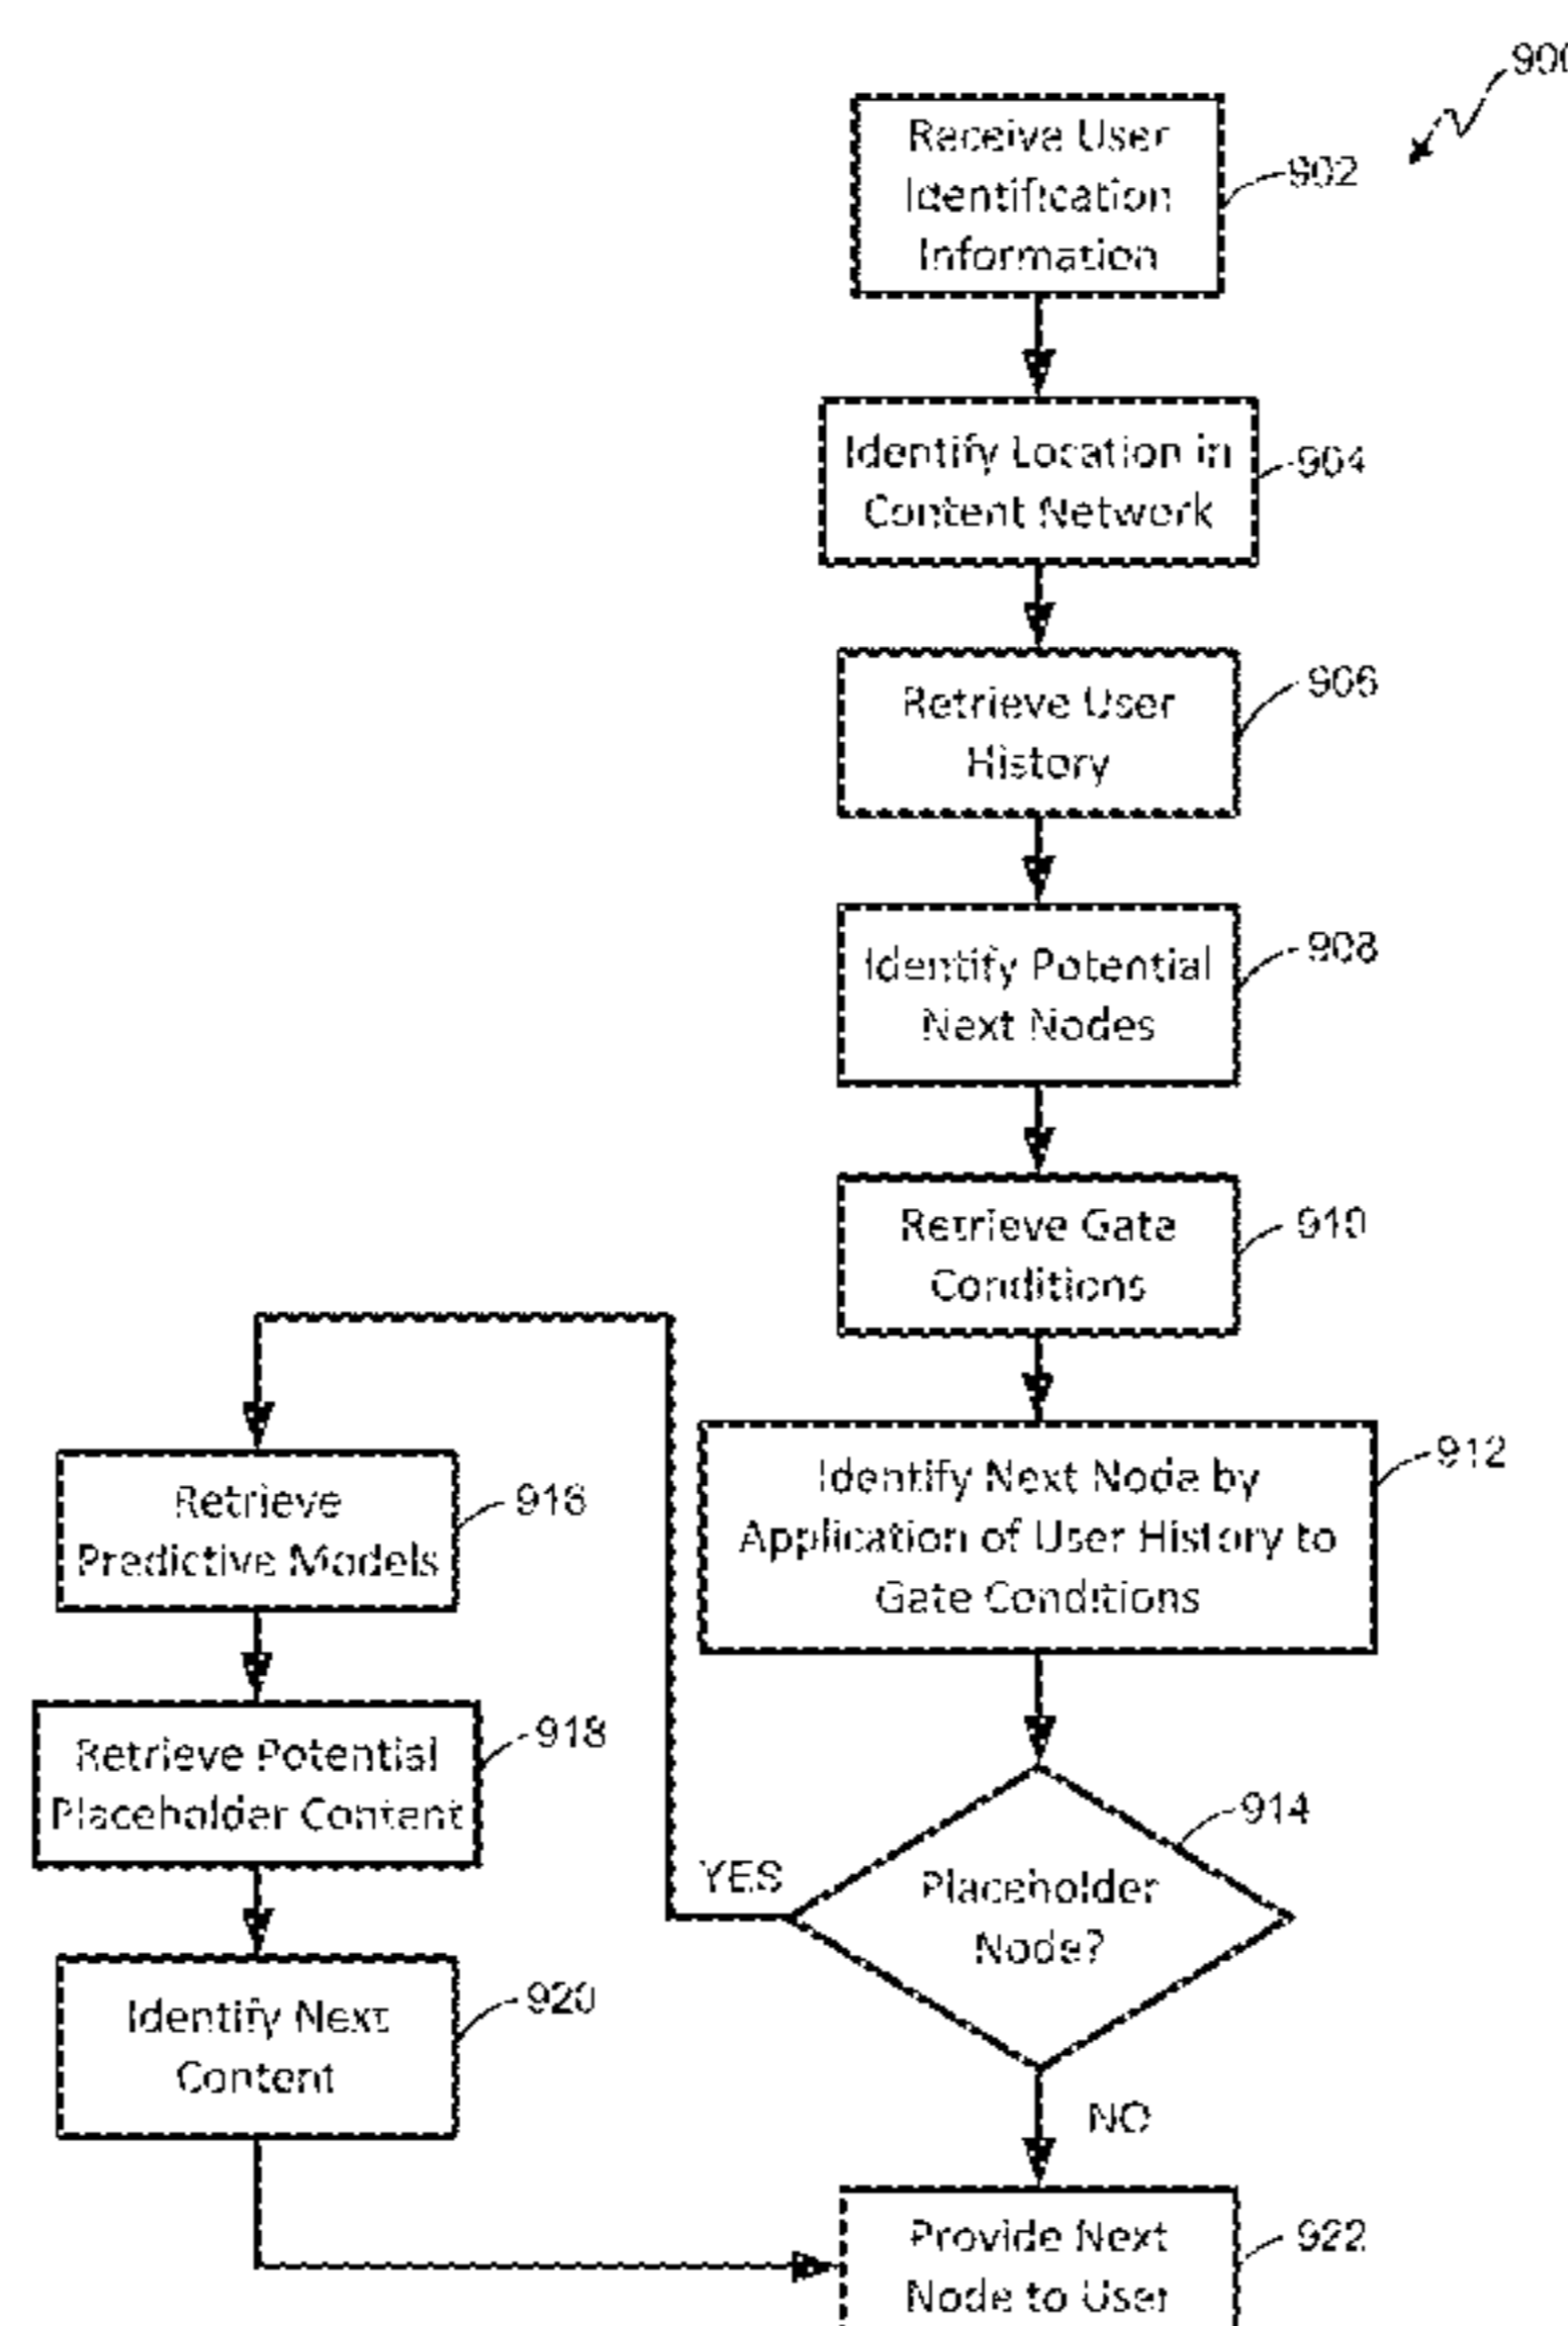 900
Receive User
Identification
Information
902
Identify Location in
Content Network
904
Retrieve User
History
906
Identify Potential
Next Nodes
908
Retrieve Gate
Conditions
910
Identify Next Node by
Application of User History to
Gate Conditions
912
Placeholder
Node?
914
YES
NO
Retrieve
Predictive Models
916
Retrieve Potential
Placeholder Content
918
Identify Next
Content
920
Provide Next
Node to User
922